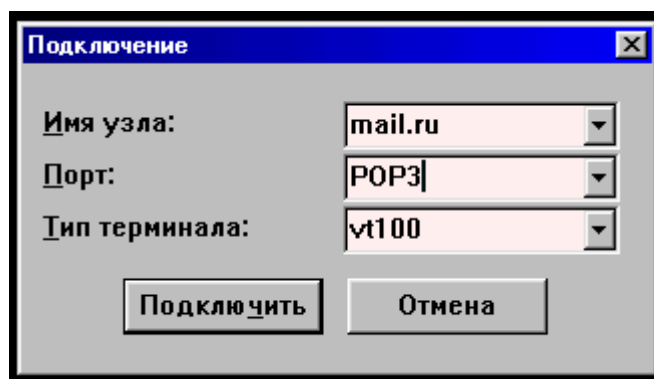 Подключение
Имя узла: mail.ru
Порт: POP3
Тип терминала: vt100
Подключить Отмена